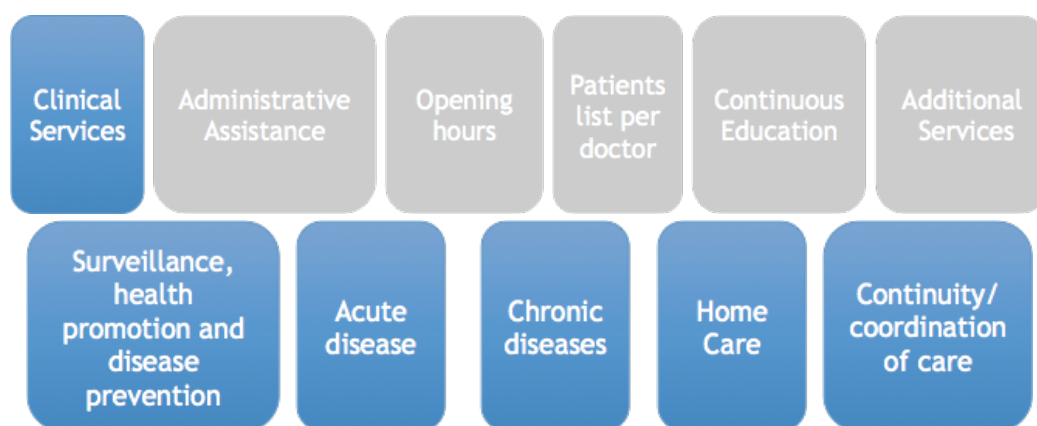 Clinical
Services
Administrative
Assistance
Opening
hours
Patients
list per
doctor
Continuous
Education
Additional
Services
Surveillance,
health
promotion and
disease
prevention
Acute
disease
Chronic
diseases
Home
Care
Continuity/
coordination
of care